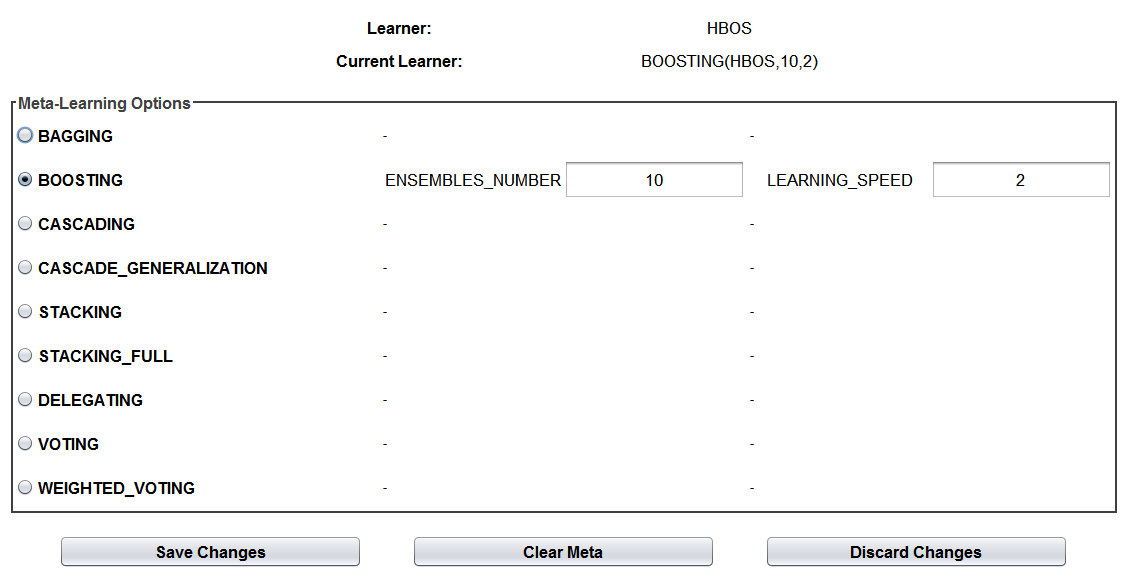 Learner: HBOS
Current Learner: BOOSTING(HBOS,10,2)
Meta-Learning Options
BAGGING - -
BOOSTING ENSEMBLES_NUMBER 10 LEARNING_SPEED 2
CASCADING - -
CASCADE_GENERALIZATION - -
STACKING - -
STACKING_FULL - -
DELEGATING - -
VOTING - -
WEIGHTED_VOTING - -
Save Changes Clear Meta Discard Changes